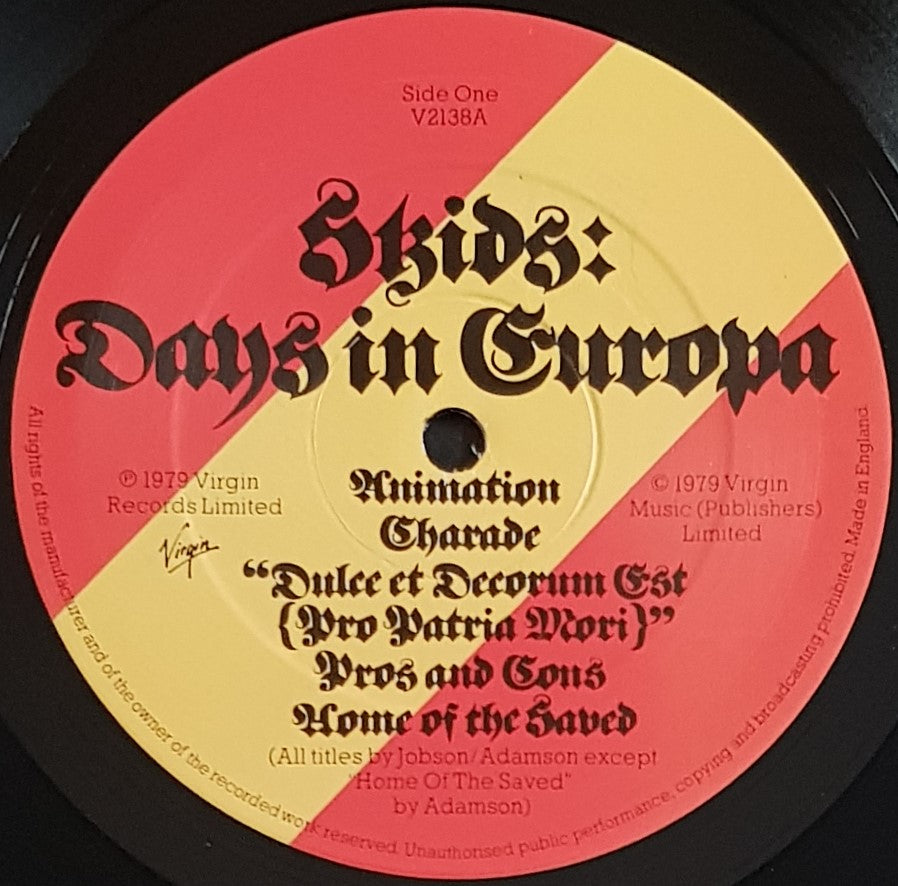 Side One
V2138A
Skids:
Days in Europa
℗ 1979 Virgin
Records Limited
Virgin
© 1979 Virgin
Music (Publishers)
Limited
Animation
Charade
“Dulce et Decorum Est
{Pro Patria Mori}”
Pros and Cons
Home of the Saved
(All titles by Jobson/Adamson except
"Home Of The Saved"
by Adamson)
All rights of the manufacturer and of the owner of the recorded work reserved. Unauthorised public performance, copying and broadcasting prohibited. Made in England